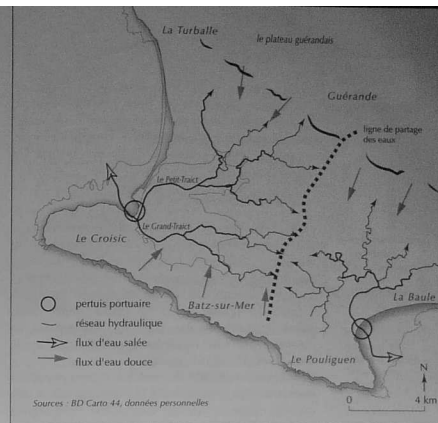 La Turballe
le plateau guérandais
Guérande
ligne de partage
des eaux
Le Petit-Traict
Le Grand-Traict
Le Croisic
Batz-sur-Mer
La Baule
Le Pouliguen
pertuis portuaire
réseau hydraulique
flux d'eau salée
flux d'eau douce
N
0 4 km
Sources : BD Carto 44, données personnelles